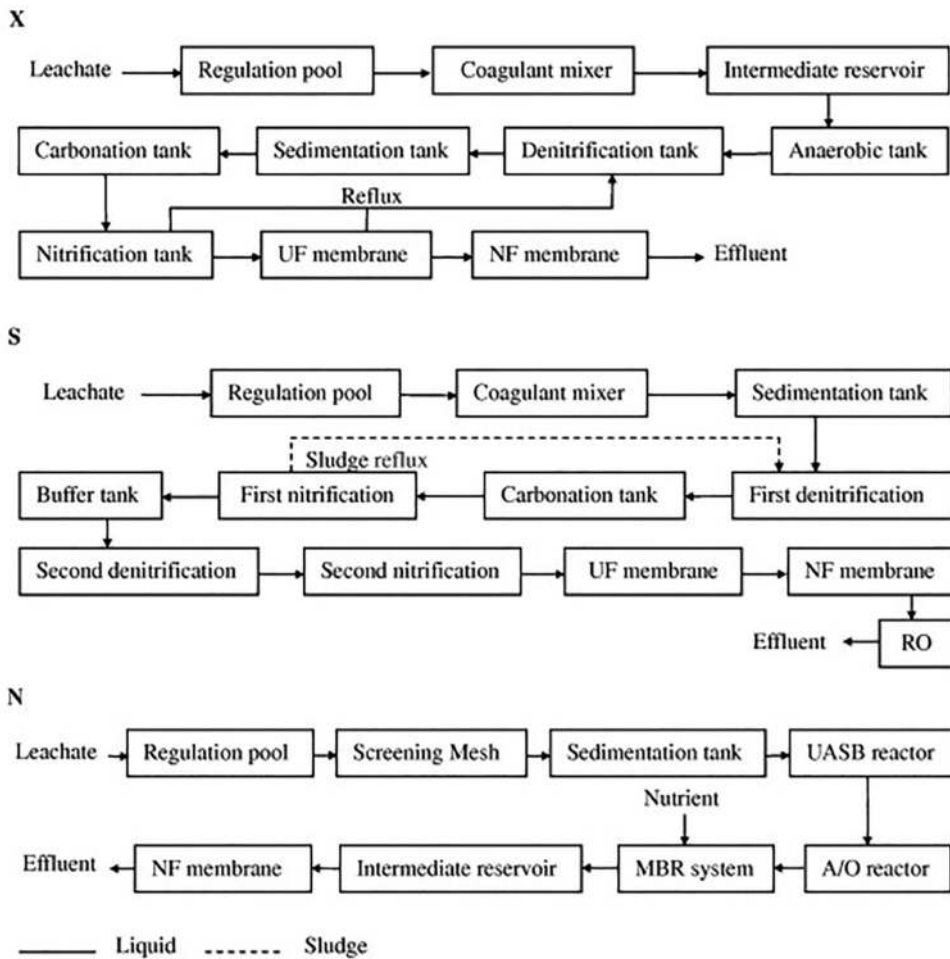 X
Leachate Regulation pool Coagulant mixer Intermediate reservoir
Carbonation tank Sedimentation tank Denitrification tank Anaerobic tank
Reflux
Nitrification tank UF membrane NF membrane Effluent
S
Leachate Regulation pool Coagulant mixer Sedimentation tank
Sludge reflux
Buffer tank First nitrification Carbonation tank First denitrification
Second denitrification Second nitrification UF membrane NF membrane
Effluent RO
N
Leachate Regulation pool Screening Mesh Sedimentation tank UASB reactor
Nutrient
Effluent NF membrane Intermediate reservoir MBR system A/O reactor
Liquid Sludge